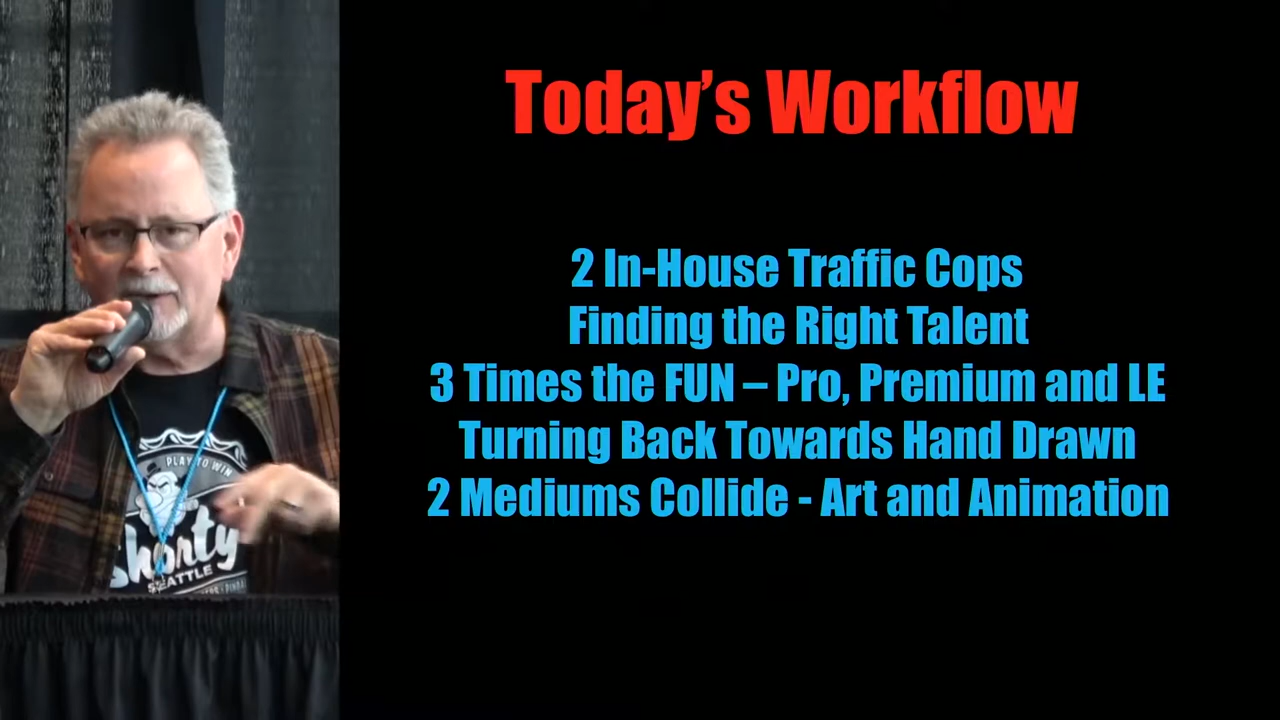 Today's Workflow
2 In-House Traffic Cops
Finding the Right Talent
3 Times the FUN – Pro, Premium and LE
Turning Back Towards Hand Drawn
2 Mediums Collide - Art and Animation
PLAY TO WIN
Shorty
SEATTLE